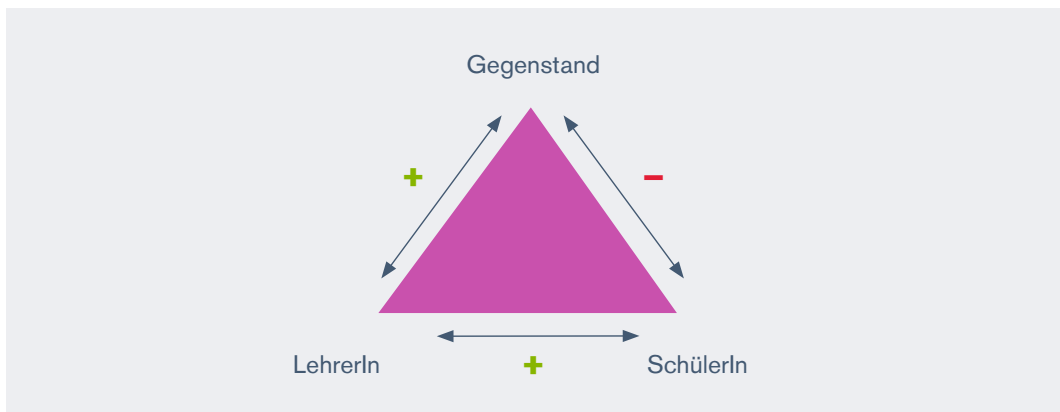 Gegenstand
+
−
LehrerIn
+
SchülerIn